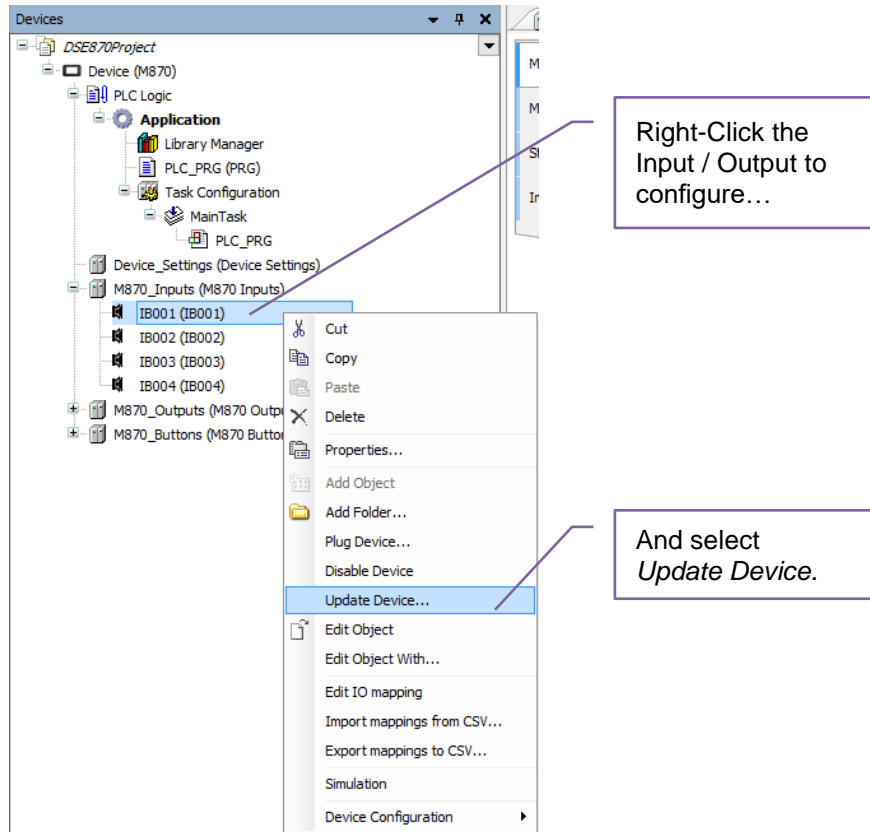 Devices
DSE870Project
Device (M870)
PLC Logic
Application
Library Manager
PLC_PRG (PRG)
Task Configuration
MainTask
PLC_PRG
Device_Settings (Device Settings)
M870_Inputs (M870 Inputs)
IB001 (IB001)
IB002 (IB002)
IB003 (IB003)
IB004 (IB004)
M870_Outputs (M870 Outpu
M870_Buttons (M870 Button
Cut
Copy
Paste
Delete
Properties...
Add Object
Add Folder...
Plug Device...
Disable Device
Update Device...
Edit Object
Edit Object With...
Edit IO mapping
Import mappings from CSV...
Export mappings to CSV...
Simulation
Device Configuration
M
M
St
Right-Click the
Input / Output to
configure…
And select
Update Device.